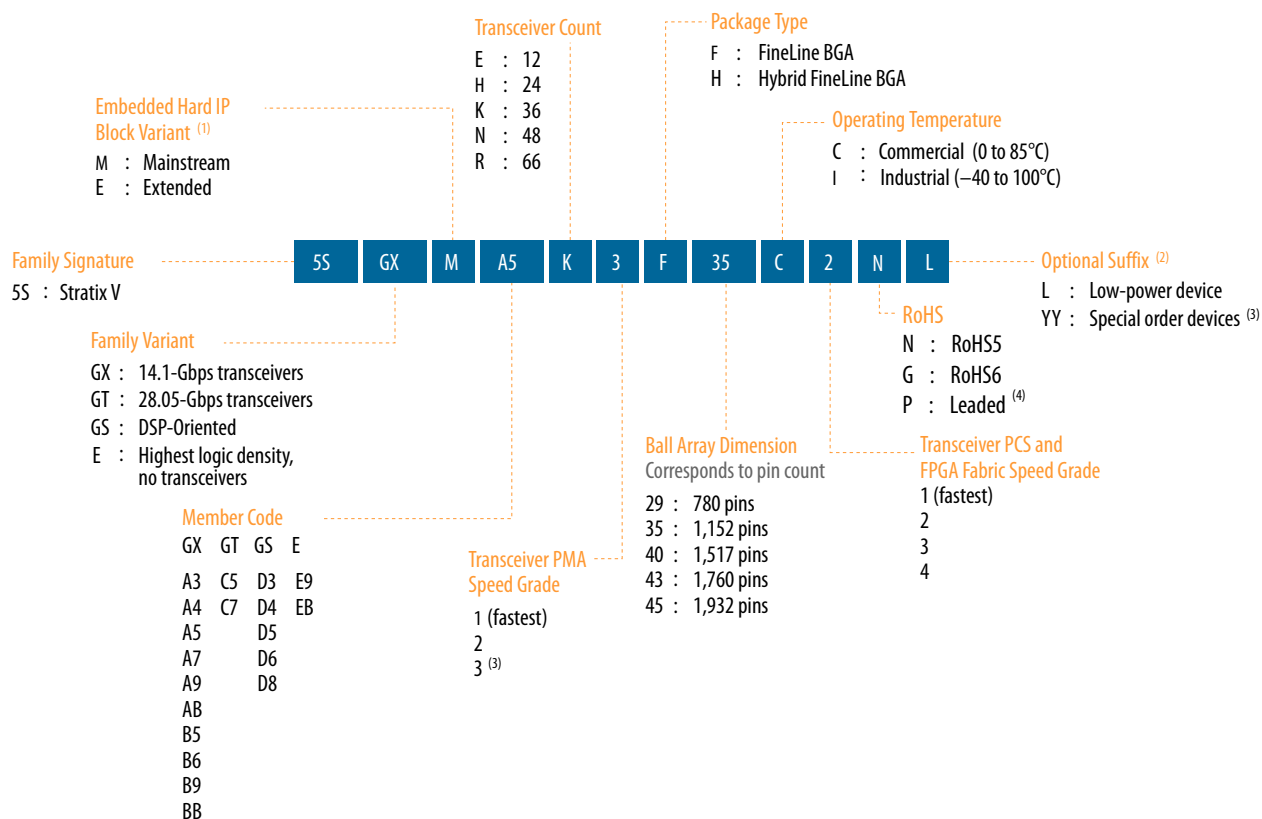 Transceiver Count
E : 12
H : 24
K : 36
N : 48
R : 66
Package Type
F : FineLine BGA
H : Hybrid FineLine BGA
Embedded Hard IP
Block Variant (1)
M : Mainstream
E : Extended
Operating Temperature
C : Commercial (0 to 85°C)
I : Industrial (–40 to 100°C)
5S GX M A5 K 3 F 35 C 2 N L
Family Signature
5S : Stratix V
Optional Suffix (2)
L : Low-power device
YY : Special order devices (3)
RoHS
N : RoHS5
G : RoHS6
P : Leaded (4)
Family Variant
GX : 14.1-Gbps transceivers
GT : 28.05-Gbps transceivers
GS : DSP-Oriented
E : Highest logic density,
no transceivers
Member Code
GX GT GS E
A3 C5 D3 E9
A4 C7 D4 EB
A5 D5
A7 D6
A9 D8
AB
B5
B6
B9
BB
Transceiver PMA
Speed Grade
1 (fastest)
2
3 (3)
Ball Array Dimension
Corresponds to pin count
29 : 780 pins
35 : 1,152 pins
40 : 1,517 pins
43 : 1,760 pins
45 : 1,932 pins
Transceiver PCS and
FPGA Fabric Speed Grade
1 (fastest)
2
3
4